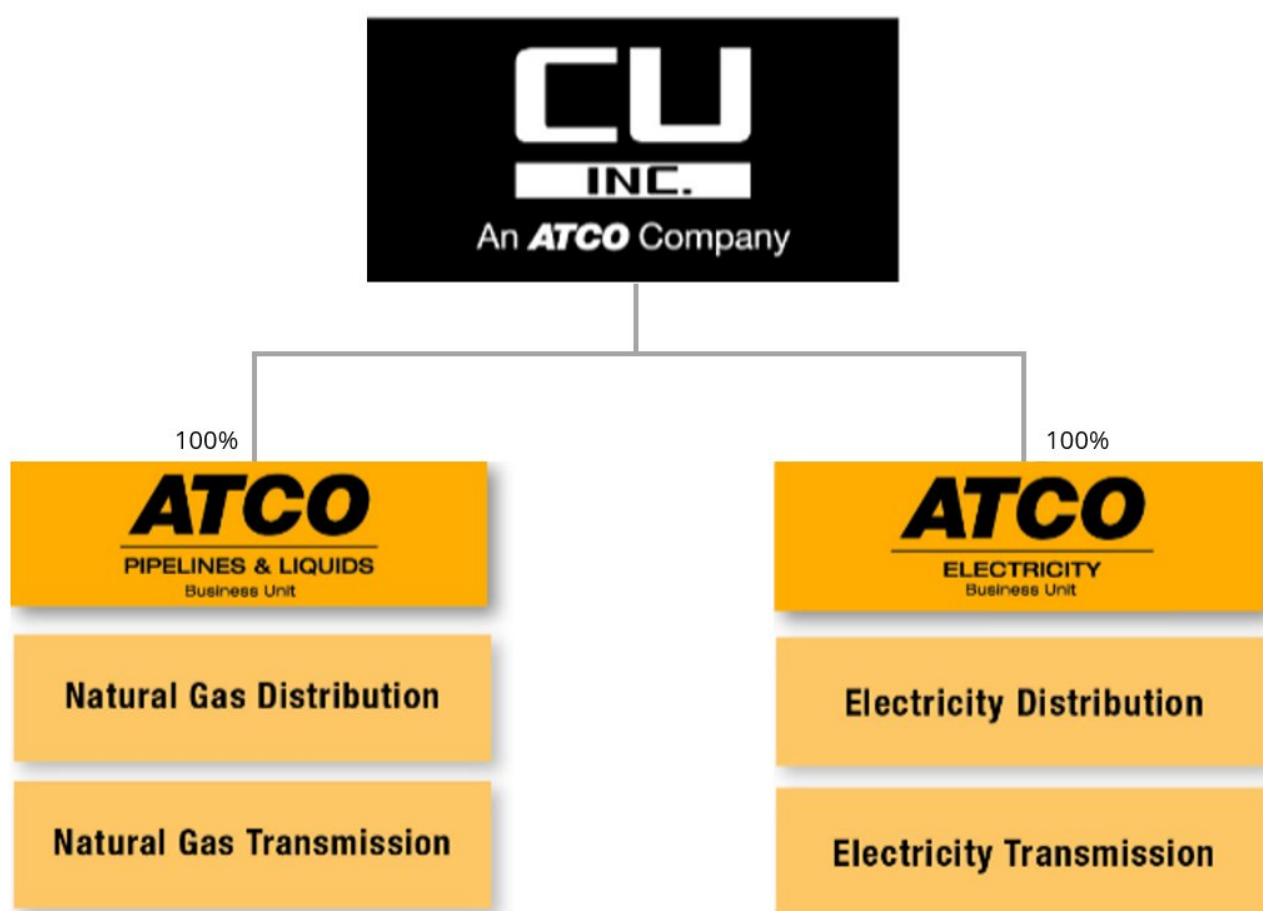 CU
INC.
An ATCO Company
100%
100%
ATCO
PIPELINES & LIQUIDS
Business Unit
Natural Gas Distribution
Natural Gas Transmission
ATCO
ELECTRICITY
Business Unit
Electricity Distribution
Electricity Transmission